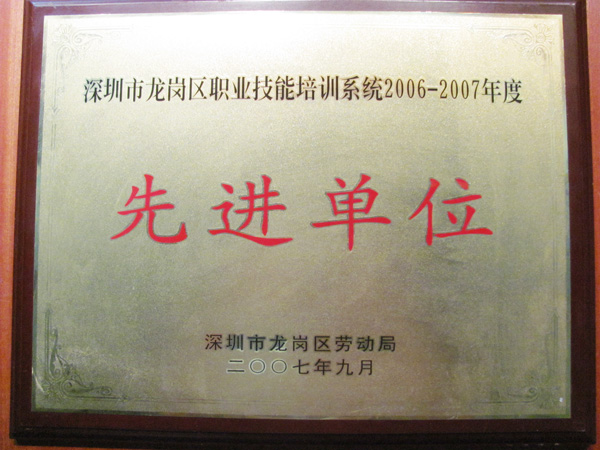 深圳市龙岗区职业技能培训系统2006-2007年度
先进单位
深圳市龙岗区劳动局
二〇〇七年九月